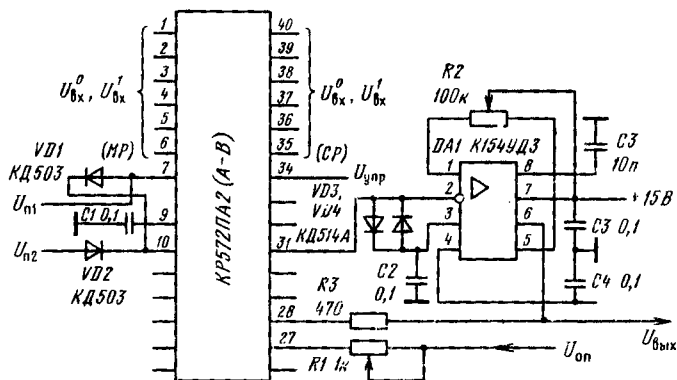 1
2
3
4
5
6
7
9
10
U⁰вх, U¹вх
VD1
КД503
(МР)
Uп1
C1 0,1
Uп2
VD2
КД503
КР572ПА2 (А-В)
40
39
38
37
36
35
34
31
28
27
U⁰вх, U¹вх
(СР)
Uупр
VD3,
VD4
КД514А
C2
0,1
R3
470
R1 1к
R2
100к
DA1 К154УД3
1
2
3
4
8
7
6
5
C3
10п
+15В
C3 0,1
C4 0,1
Uвых
Uоп